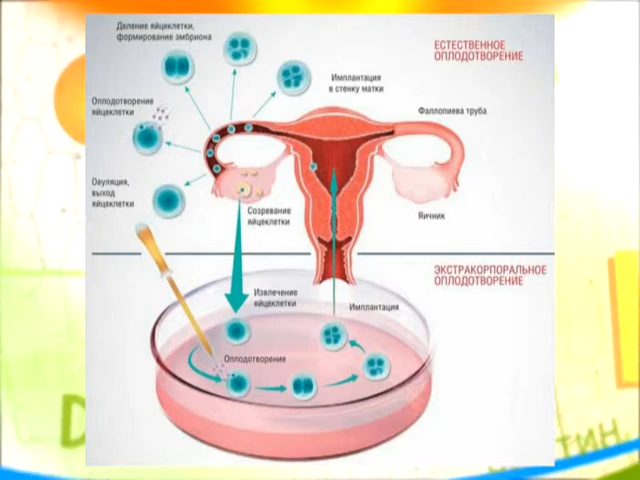 Деление яйцеклетки,
формирование эмбриона
ЕСТЕСТВЕННОЕ
ОПЛОДОТВОРЕНИЕ
Имплантация
в стенку матки
Оплодотворение
яйцеклетки
Фаллопиева труба
Овуляция,
выход
яйцеклетки
Созревание
яйцеклетки
Яичник
ЭКСТРАКОРПОРАЛЬНОЕ
ОПЛОДОТВОРЕНИЕ
Извлечение
яйцеклетки
Имплантация
Оплодотворение